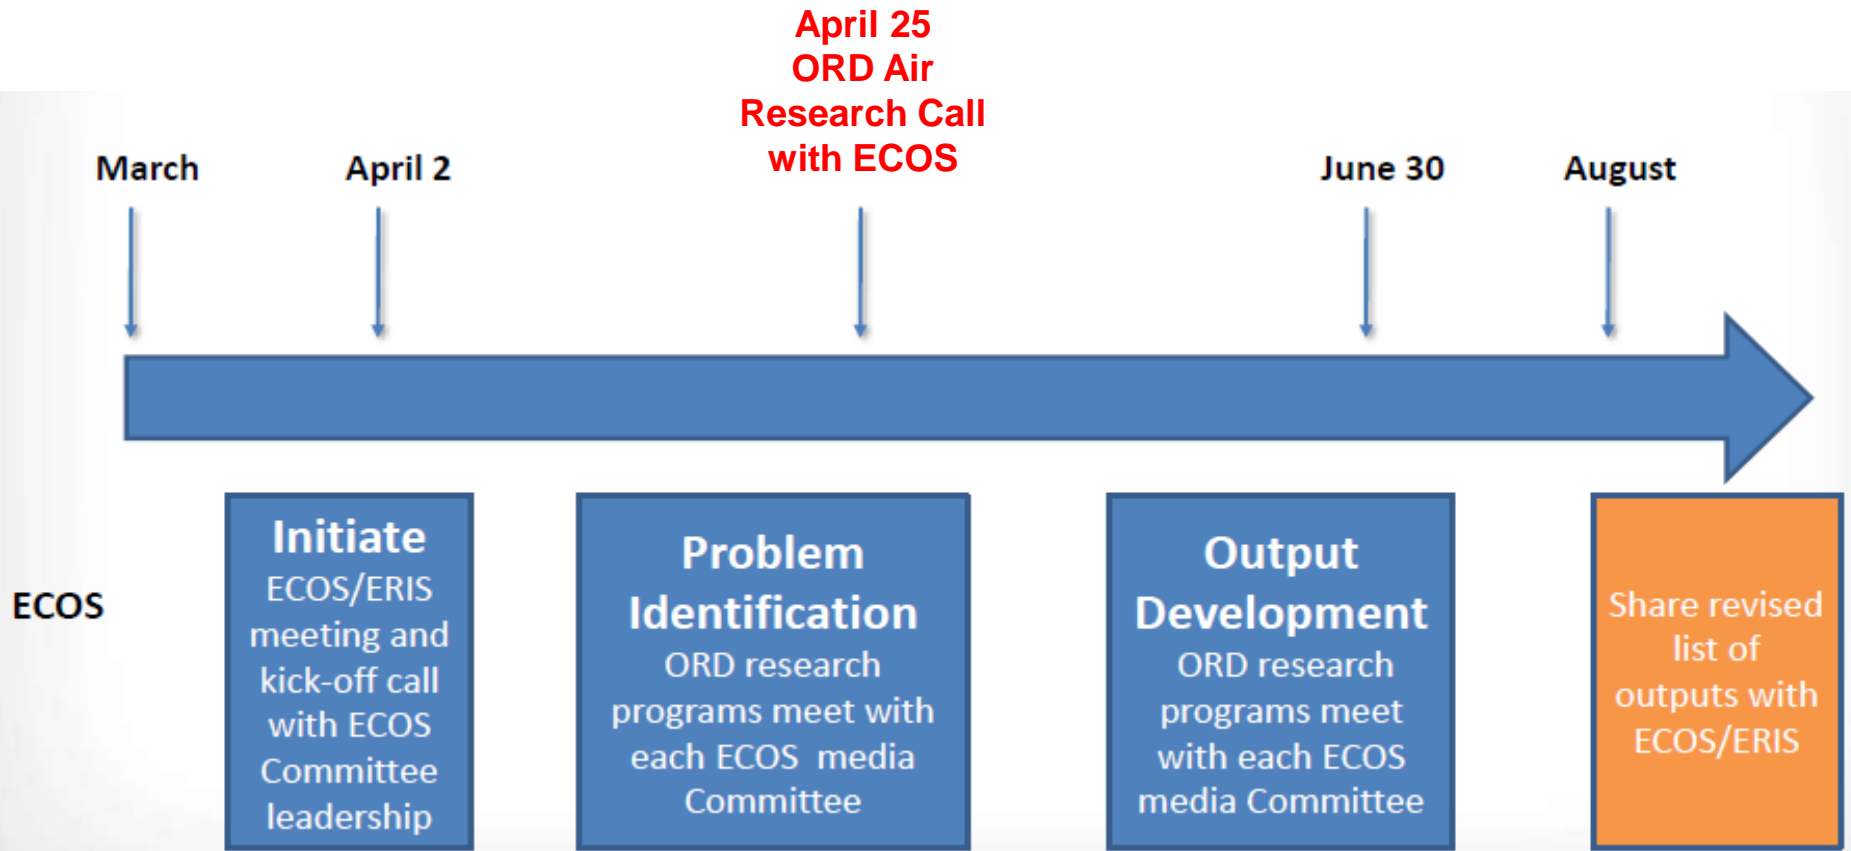 April 25
ORD Air
Research Call
with ECOS
March
April 2
June 30
August
ECOS
Initiate
ECOS/ERIS
meeting and
kick-off call
with ECOS
Committee
leadership
Problem
Identification
ORD research
programs meet with
each ECOS media
Committee
Output
Development
ORD research
programs meet
with each ECOS
media Committee
Share revised
list of
outputs with
ECOS/ERIS